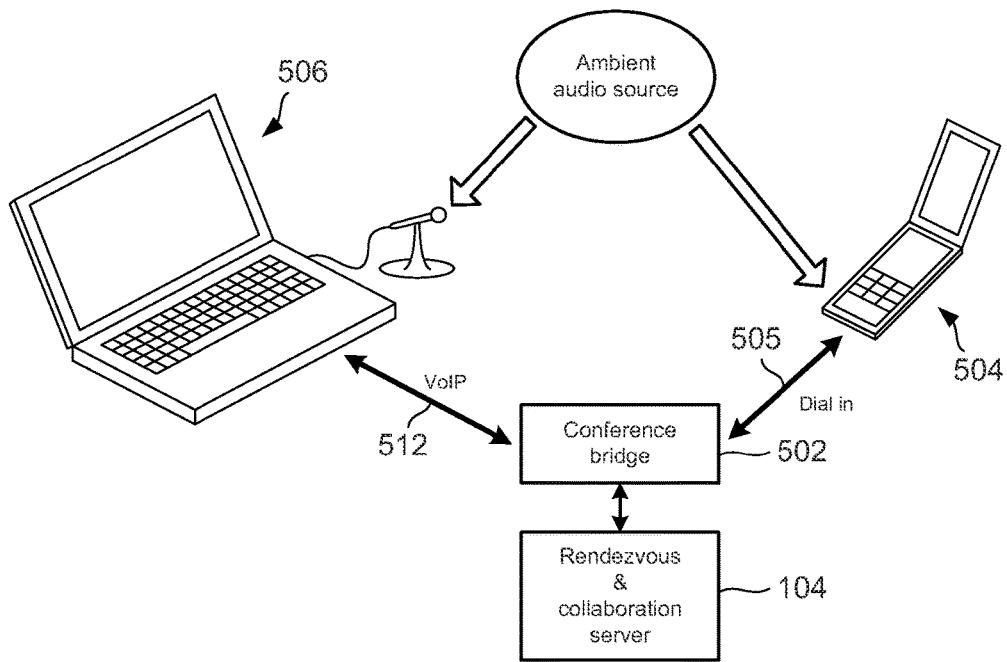 506
Ambient
audio source
504
505
Dial in
VoIP
512
Conference
bridge
502
Rendezvous
&
collaboration
server
104